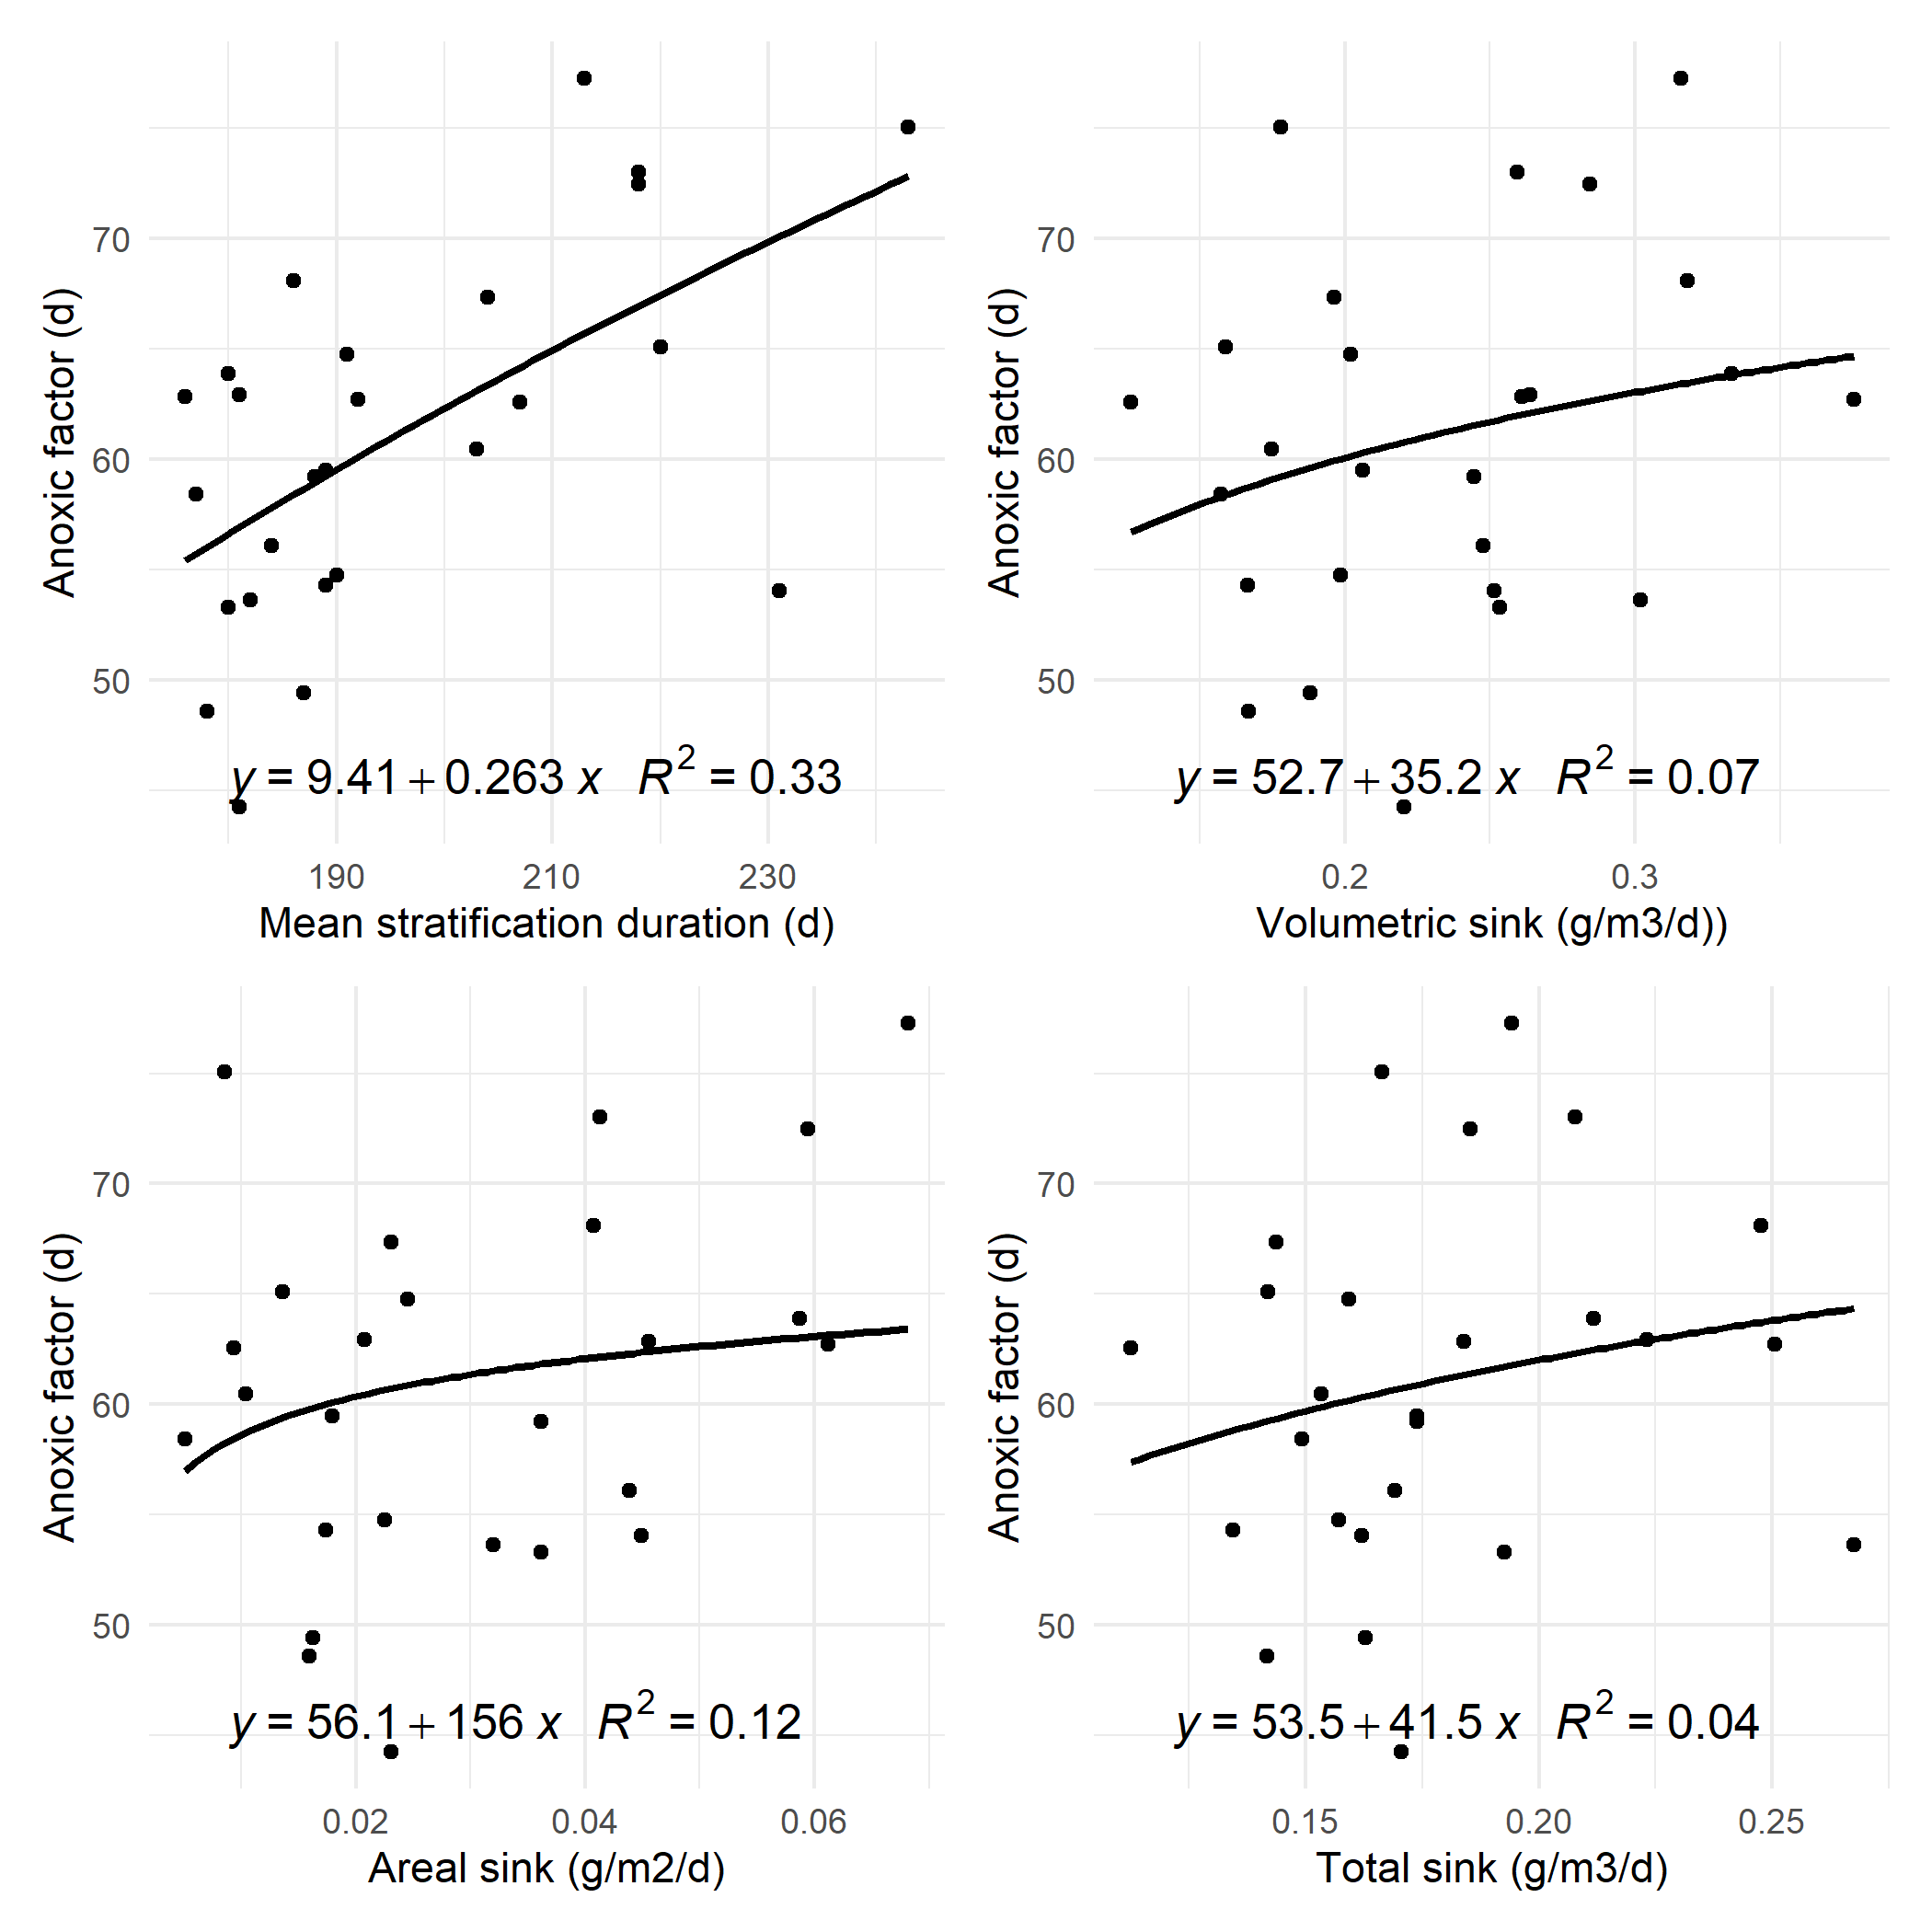 Anoxic factor (d)
70
60
50
y = 9.41+0.263 x R² = 0.33
190 210 230
Mean stratification duration (d)
Anoxic factor (d)
70
60
50
y = 52.7+35.2 x R² = 0.07
0.2 0.3
Volumetric sink (g/m3/d))
Anoxic factor (d)
70
60
50
y = 56.1+156 x R² = 0.12
0.02 0.04 0.06
Areal sink (g/m2/d)
Anoxic factor (d)
70
60
50
y = 53.5+41.5 x R² = 0.04
0.15 0.20 0.25
Total sink (g/m3/d)